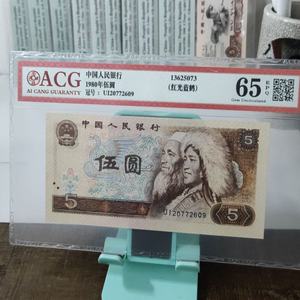 ACG
AI CANG GUARANTY
中国人民银行
1980年伍圆
冠号：UI20772609
13625073
(红光蓝鹤)
65 EPQ
Gem Uncirculated
中国人民银行
5
伍圆
UI20772609
5
5